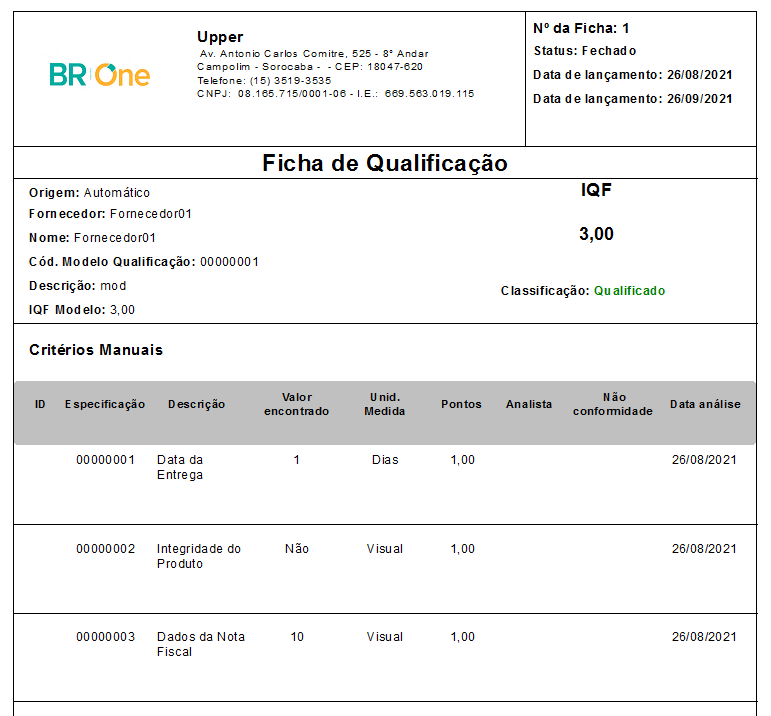 BR One
Upper
Av. Antonio Carlos Comitre, 525 - 8° Andar
Campolim - Sorocaba - - CEP: 18047-620
Telefone: (15) 3519-3535
CNPJ: 08.165.715/0001-06 - I.E.: 669.563.019.115
Nº da Ficha: 1
Status: Fechado
Data de lançamento: 26/08/2021
Data de lançamento: 26/09/2021
Ficha de Qualificação
Origem: Automático
Fornecedor: Fornecedor01
Nome: Fornecedor01
Cód. Modelo Qualificação: 00000001
Descrição: mod
IQF Modelo: 3,00
IQF
3,00
Classificação: Qualificado
Critérios Manuais
ID Especificação Descrição Valor encontrado Unid. Medida Pontos Analista Não conformidade Data análise
00000001 Data da Entrega 1 Dias 1,00 26/08/2021
00000002 Integridade do Produto Não Visual 1,00 26/08/2021
00000003 Dados da Nota Fiscal 10 Visual 1,00 26/08/2021